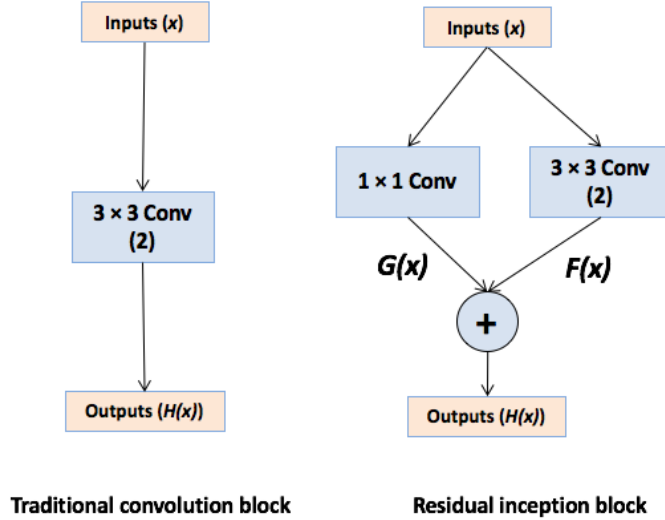 Inputs (x)
3 × 3 Conv
(2)
Outputs (H(x))
Traditional convolution block
Inputs (x)
1 × 1 Conv
3 × 3 Conv
(2)
G(x)
F(x)
+
Outputs (H(x))
Residual inception block